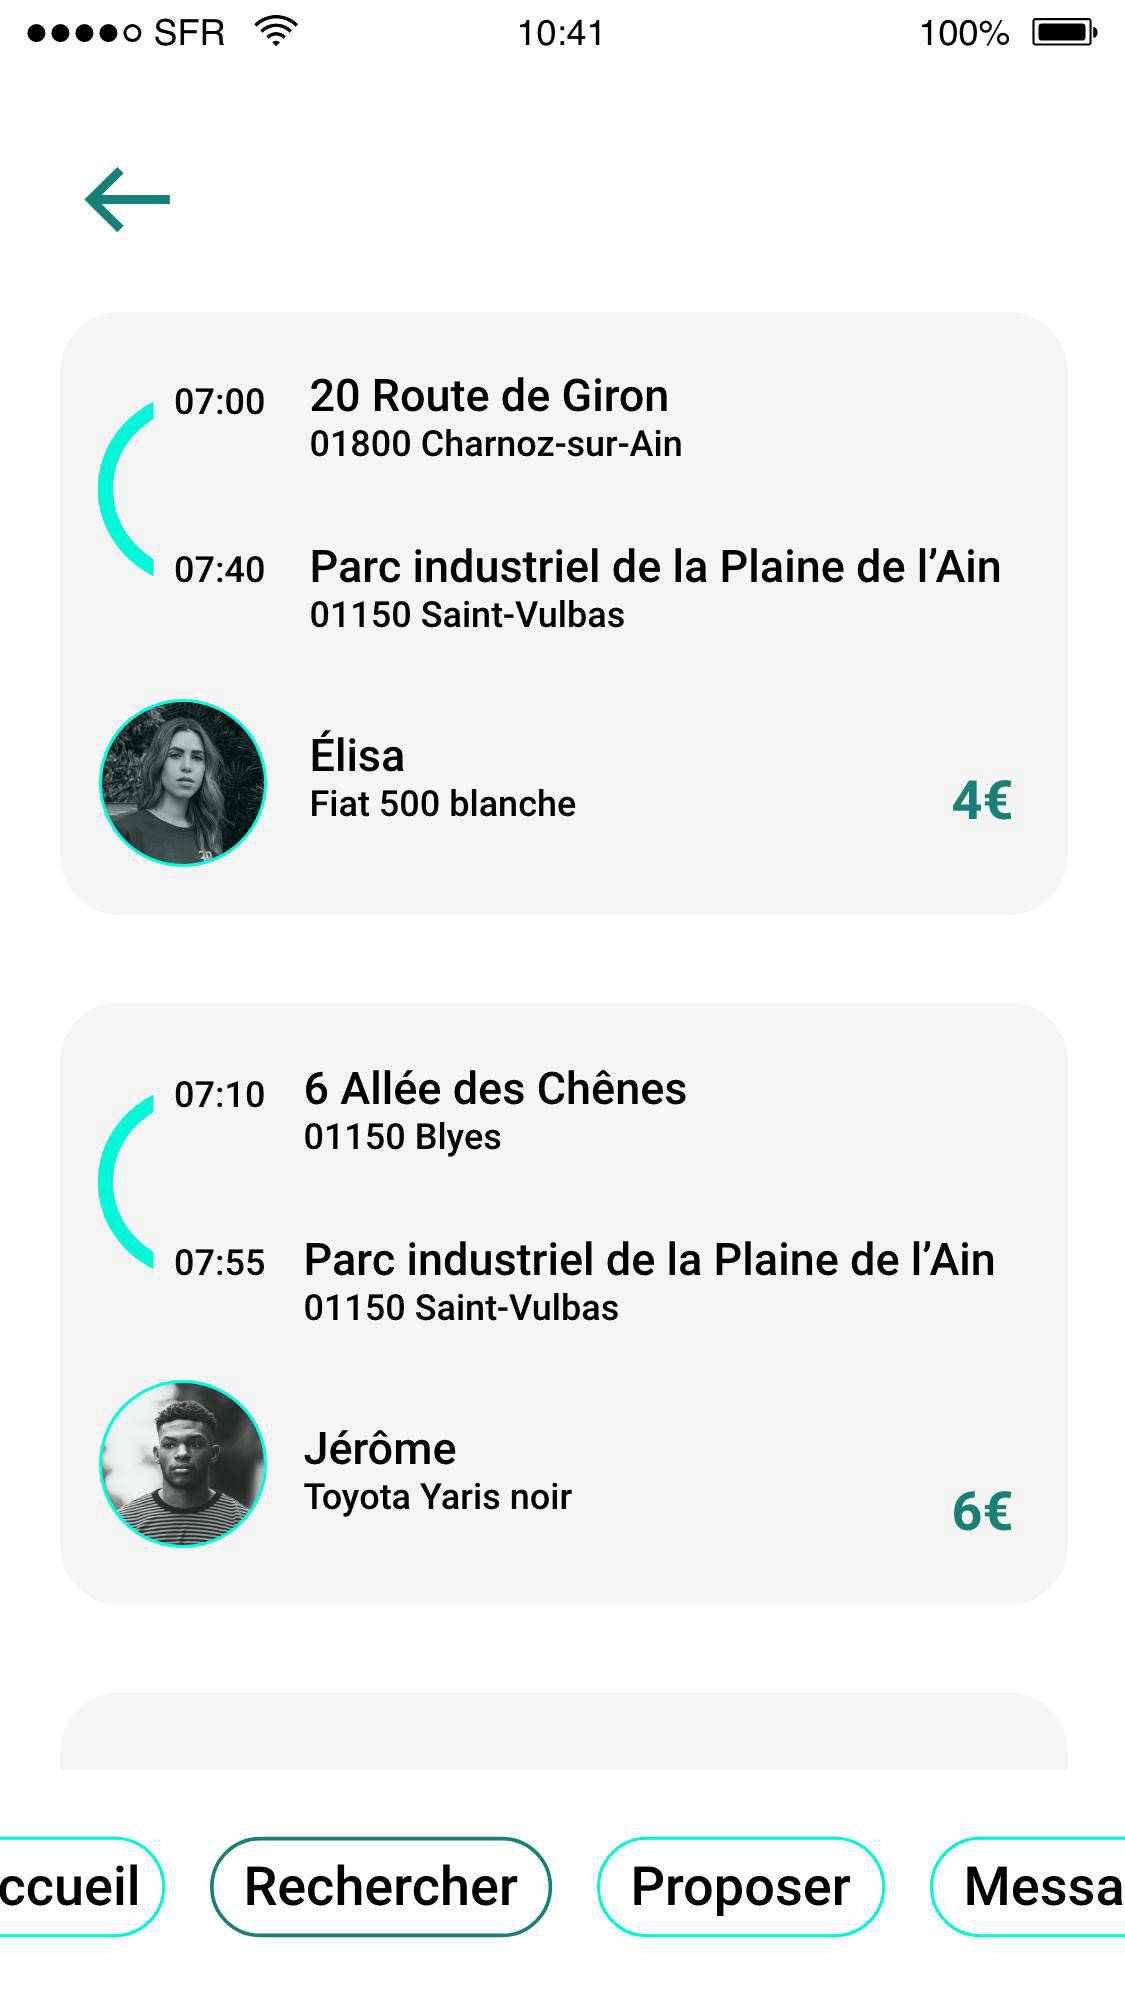 SFR 10:41 100%
07:00 20 Route de Giron
01800 Charnoz-sur-Ain
07:40 Parc industriel de la Plaine de l’Ain
01150 Saint-Vulbas
Élisa
Fiat 500 blanche
4€
07:10 6 Allée des Chênes
01150 Blyes
07:55 Parc industriel de la Plaine de l’Ain
01150 Saint-Vulbas
Jérôme
Toyota Yaris noir
6€
ccueil Rechercher Proposer Messa